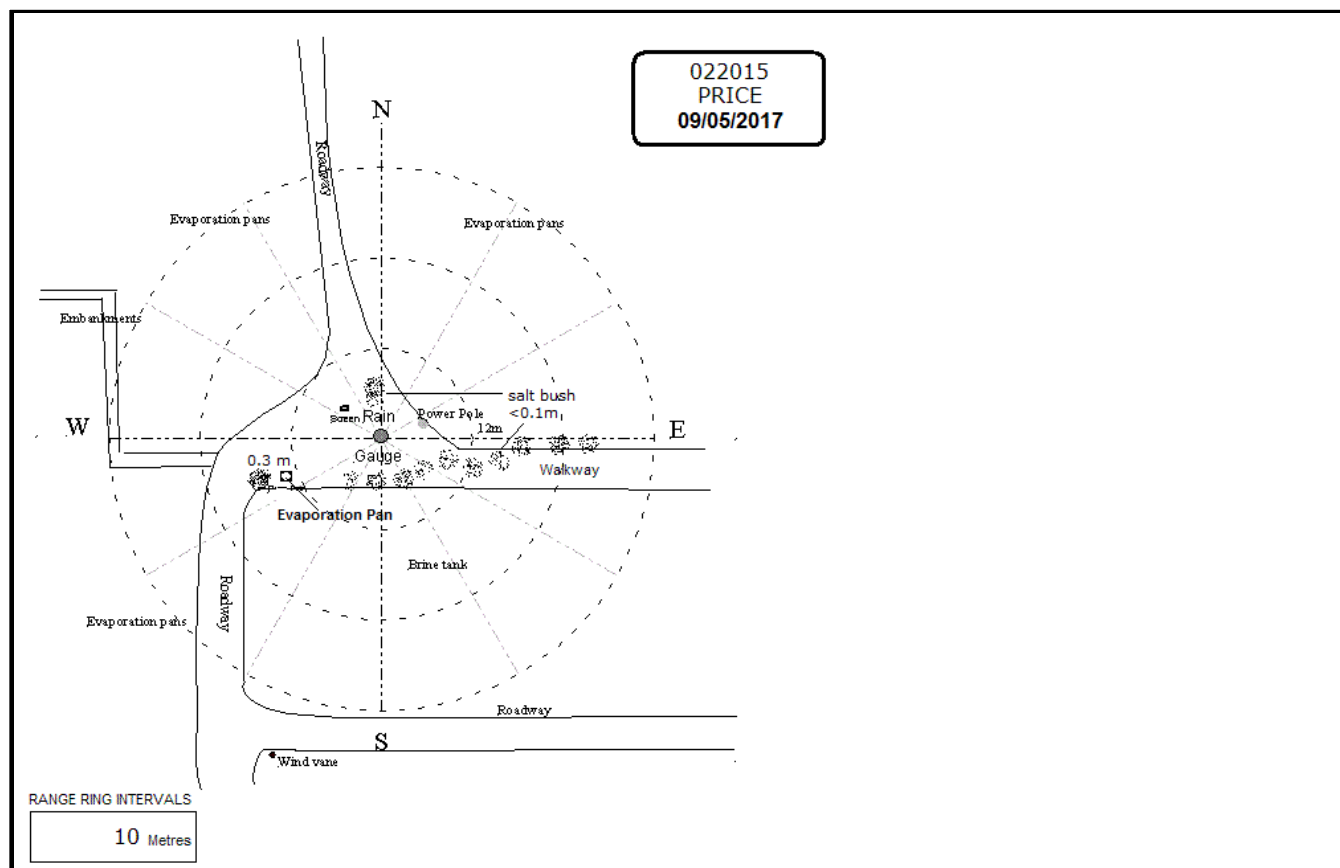 022015
PRICE
09/05/2017
N
Roadway
Evaporation pans
Evaporation pans
Embankments
salt bush
<0.1m
Screen
Rain
Power Pole
12m
W
E
Gauge
0.3 m
Walkway
Evaporation Pan
Brine tank
Roadway
Evaporation pans
Roadway
S
Wind vane
RANGE RING INTERVALS
10 Metres